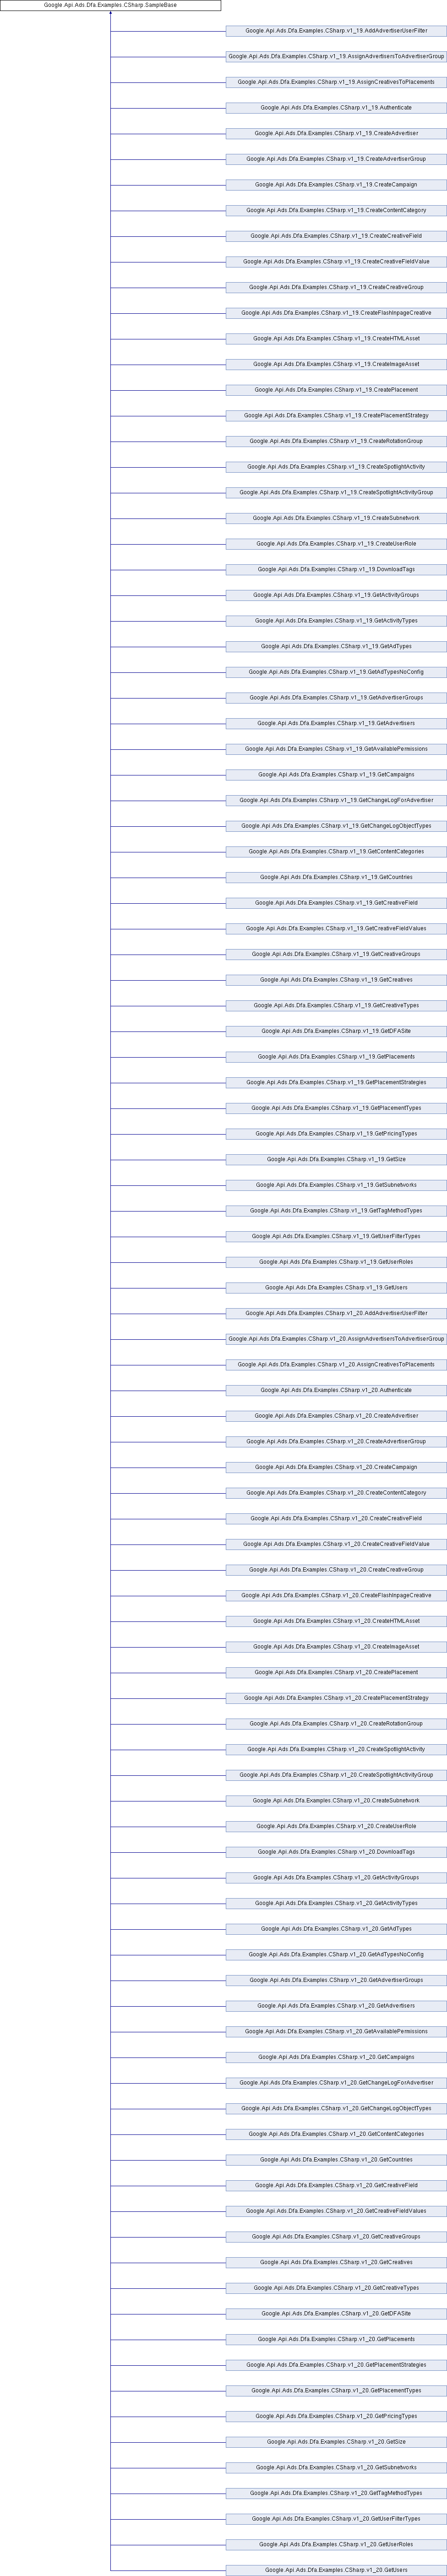 Google.Api.Ads.Dfa.Examples.CSharp.SampleBase
Google.Api.Ads.Dfa.Examples.CSharp.v1_19.AddAdvertiserUserFilter
Google.Api.Ads.Dfa.Examples.CSharp.v1_19.AssignAdvertisersToAdvertiserGroup
Google.Api.Ads.Dfa.Examples.CSharp.v1_19.AssignCreativesToPlacements
Google.Api.Ads.Dfa.Examples.CSharp.v1_19.Authenticate
Google.Api.Ads.Dfa.Examples.CSharp.v1_19.CreateAdvertiser
Google.Api.Ads.Dfa.Examples.CSharp.v1_19.CreateAdvertiserGroup
Google.Api.Ads.Dfa.Examples.CSharp.v1_19.CreateCampaign
Google.Api.Ads.Dfa.Examples.CSharp.v1_19.CreateContentCategory
Google.Api.Ads.Dfa.Examples.CSharp.v1_19.CreateCreativeField
Google.Api.Ads.Dfa.Examples.CSharp.v1_19.CreateCreativeFieldValue
Google.Api.Ads.Dfa.Examples.CSharp.v1_19.CreateCreativeGroup
Google.Api.Ads.Dfa.Examples.CSharp.v1_19.CreateFlashInpageCreative
Google.Api.Ads.Dfa.Examples.CSharp.v1_19.CreateHTMLAsset
Google.Api.Ads.Dfa.Examples.CSharp.v1_19.CreateImageAsset
Google.Api.Ads.Dfa.Examples.CSharp.v1_19.CreatePlacement
Google.Api.Ads.Dfa.Examples.CSharp.v1_19.CreatePlacementStrategy
Google.Api.Ads.Dfa.Examples.CSharp.v1_19.CreateRotationGroup
Google.Api.Ads.Dfa.Examples.CSharp.v1_19.CreateSpotlightActivity
Google.Api.Ads.Dfa.Examples.CSharp.v1_19.CreateSpotlightActivityGroup
Google.Api.Ads.Dfa.Examples.CSharp.v1_19.CreateSubnetwork
Google.Api.Ads.Dfa.Examples.CSharp.v1_19.CreateUserRole
Google.Api.Ads.Dfa.Examples.CSharp.v1_19.DownloadTags
Google.Api.Ads.Dfa.Examples.CSharp.v1_19.GetActivityGroups
Google.Api.Ads.Dfa.Examples.CSharp.v1_19.GetActivityTypes
Google.Api.Ads.Dfa.Examples.CSharp.v1_19.GetAdTypes
Google.Api.Ads.Dfa.Examples.CSharp.v1_19.GetAdTypesNoConfig
Google.Api.Ads.Dfa.Examples.CSharp.v1_19.GetAdvertiserGroups
Google.Api.Ads.Dfa.Examples.CSharp.v1_19.GetAdvertisers
Google.Api.Ads.Dfa.Examples.CSharp.v1_19.GetAvailablePermissions
Google.Api.Ads.Dfa.Examples.CSharp.v1_19.GetCampaigns
Google.Api.Ads.Dfa.Examples.CSharp.v1_19.GetChangeLogForAdvertiser
Google.Api.Ads.Dfa.Examples.CSharp.v1_19.GetChangeLogObjectTypes
Google.Api.Ads.Dfa.Examples.CSharp.v1_19.GetContentCategories
Google.Api.Ads.Dfa.Examples.CSharp.v1_19.GetCountries
Google.Api.Ads.Dfa.Examples.CSharp.v1_19.GetCreativeField
Google.Api.Ads.Dfa.Examples.CSharp.v1_19.GetCreativeFieldValues
Google.Api.Ads.Dfa.Examples.CSharp.v1_19.GetCreativeGroups
Google.Api.Ads.Dfa.Examples.CSharp.v1_19.GetCreatives
Google.Api.Ads.Dfa.Examples.CSharp.v1_19.GetCreativeTypes
Google.Api.Ads.Dfa.Examples.CSharp.v1_19.GetDFASite
Google.Api.Ads.Dfa.Examples.CSharp.v1_19.GetPlacements
Google.Api.Ads.Dfa.Examples.CSharp.v1_19.GetPlacementStrategies
Google.Api.Ads.Dfa.Examples.CSharp.v1_19.GetPlacementTypes
Google.Api.Ads.Dfa.Examples.CSharp.v1_19.GetPricingTypes
Google.Api.Ads.Dfa.Examples.CSharp.v1_19.GetSize
Google.Api.Ads.Dfa.Examples.CSharp.v1_19.GetSubnetworks
Google.Api.Ads.Dfa.Examples.CSharp.v1_19.GetTagMethodTypes
Google.Api.Ads.Dfa.Examples.CSharp.v1_19.GetUserFilterTypes
Google.Api.Ads.Dfa.Examples.CSharp.v1_19.GetUserRoles
Google.Api.Ads.Dfa.Examples.CSharp.v1_19.GetUsers
Google.Api.Ads.Dfa.Examples.CSharp.v1_20.AddAdvertiserUserFilter
Google.Api.Ads.Dfa.Examples.CSharp.v1_20.AssignAdvertisersToAdvertiserGroup
Google.Api.Ads.Dfa.Examples.CSharp.v1_20.AssignCreativesToPlacements
Google.Api.Ads.Dfa.Examples.CSharp.v1_20.Authenticate
Google.Api.Ads.Dfa.Examples.CSharp.v1_20.CreateAdvertiser
Google.Api.Ads.Dfa.Examples.CSharp.v1_20.CreateAdvertiserGroup
Google.Api.Ads.Dfa.Examples.CSharp.v1_20.CreateCampaign
Google.Api.Ads.Dfa.Examples.CSharp.v1_20.CreateContentCategory
Google.Api.Ads.Dfa.Examples.CSharp.v1_20.CreateCreativeField
Google.Api.Ads.Dfa.Examples.CSharp.v1_20.CreateCreativeFieldValue
Google.Api.Ads.Dfa.Examples.CSharp.v1_20.CreateCreativeGroup
Google.Api.Ads.Dfa.Examples.CSharp.v1_20.CreateFlashInpageCreative
Google.Api.Ads.Dfa.Examples.CSharp.v1_20.CreateHTMLAsset
Google.Api.Ads.Dfa.Examples.CSharp.v1_20.CreateImageAsset
Google.Api.Ads.Dfa.Examples.CSharp.v1_20.CreatePlacement
Google.Api.Ads.Dfa.Examples.CSharp.v1_20.CreatePlacementStrategy
Google.Api.Ads.Dfa.Examples.CSharp.v1_20.CreateRotationGroup
Google.Api.Ads.Dfa.Examples.CSharp.v1_20.CreateSpotlightActivity
Google.Api.Ads.Dfa.Examples.CSharp.v1_20.CreateSpotlightActivityGroup
Google.Api.Ads.Dfa.Examples.CSharp.v1_20.CreateSubnetwork
Google.Api.Ads.Dfa.Examples.CSharp.v1_20.CreateUserRole
Google.Api.Ads.Dfa.Examples.CSharp.v1_20.DownloadTags
Google.Api.Ads.Dfa.Examples.CSharp.v1_20.GetActivityGroups
Google.Api.Ads.Dfa.Examples.CSharp.v1_20.GetActivityTypes
Google.Api.Ads.Dfa.Examples.CSharp.v1_20.GetAdTypes
Google.Api.Ads.Dfa.Examples.CSharp.v1_20.GetAdTypesNoConfig
Google.Api.Ads.Dfa.Examples.CSharp.v1_20.GetAdvertiserGroups
Google.Api.Ads.Dfa.Examples.CSharp.v1_20.GetAdvertisers
Google.Api.Ads.Dfa.Examples.CSharp.v1_20.GetAvailablePermissions
Google.Api.Ads.Dfa.Examples.CSharp.v1_20.GetCampaigns
Google.Api.Ads.Dfa.Examples.CSharp.v1_20.GetChangeLogForAdvertiser
Google.Api.Ads.Dfa.Examples.CSharp.v1_20.GetChangeLogObjectTypes
Google.Api.Ads.Dfa.Examples.CSharp.v1_20.GetContentCategories
Google.Api.Ads.Dfa.Examples.CSharp.v1_20.GetCountries
Google.Api.Ads.Dfa.Examples.CSharp.v1_20.GetCreativeField
Google.Api.Ads.Dfa.Examples.CSharp.v1_20.GetCreativeFieldValues
Google.Api.Ads.Dfa.Examples.CSharp.v1_20.GetCreativeGroups
Google.Api.Ads.Dfa.Examples.CSharp.v1_20.GetCreatives
Google.Api.Ads.Dfa.Examples.CSharp.v1_20.GetCreativeTypes
Google.Api.Ads.Dfa.Examples.CSharp.v1_20.GetDFASite
Google.Api.Ads.Dfa.Examples.CSharp.v1_20.GetPlacements
Google.Api.Ads.Dfa.Examples.CSharp.v1_20.GetPlacementStrategies
Google.Api.Ads.Dfa.Examples.CSharp.v1_20.GetPlacementTypes
Google.Api.Ads.Dfa.Examples.CSharp.v1_20.GetPricingTypes
Google.Api.Ads.Dfa.Examples.CSharp.v1_20.GetSize
Google.Api.Ads.Dfa.Examples.CSharp.v1_20.GetSubnetworks
Google.Api.Ads.Dfa.Examples.CSharp.v1_20.GetTagMethodTypes
Google.Api.Ads.Dfa.Examples.CSharp.v1_20.GetUserFilterTypes
Google.Api.Ads.Dfa.Examples.CSharp.v1_20.GetUserRoles
Google.Api.Ads.Dfa.Examples.CSharp.v1_20.GetUsers